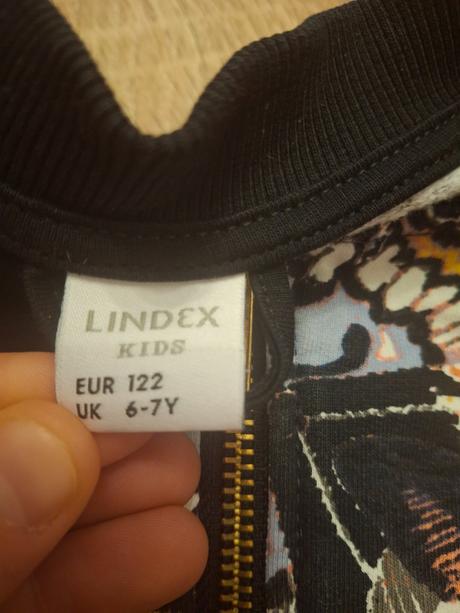 LINDEX
KIDS
EUR 122
UK 6-7Y